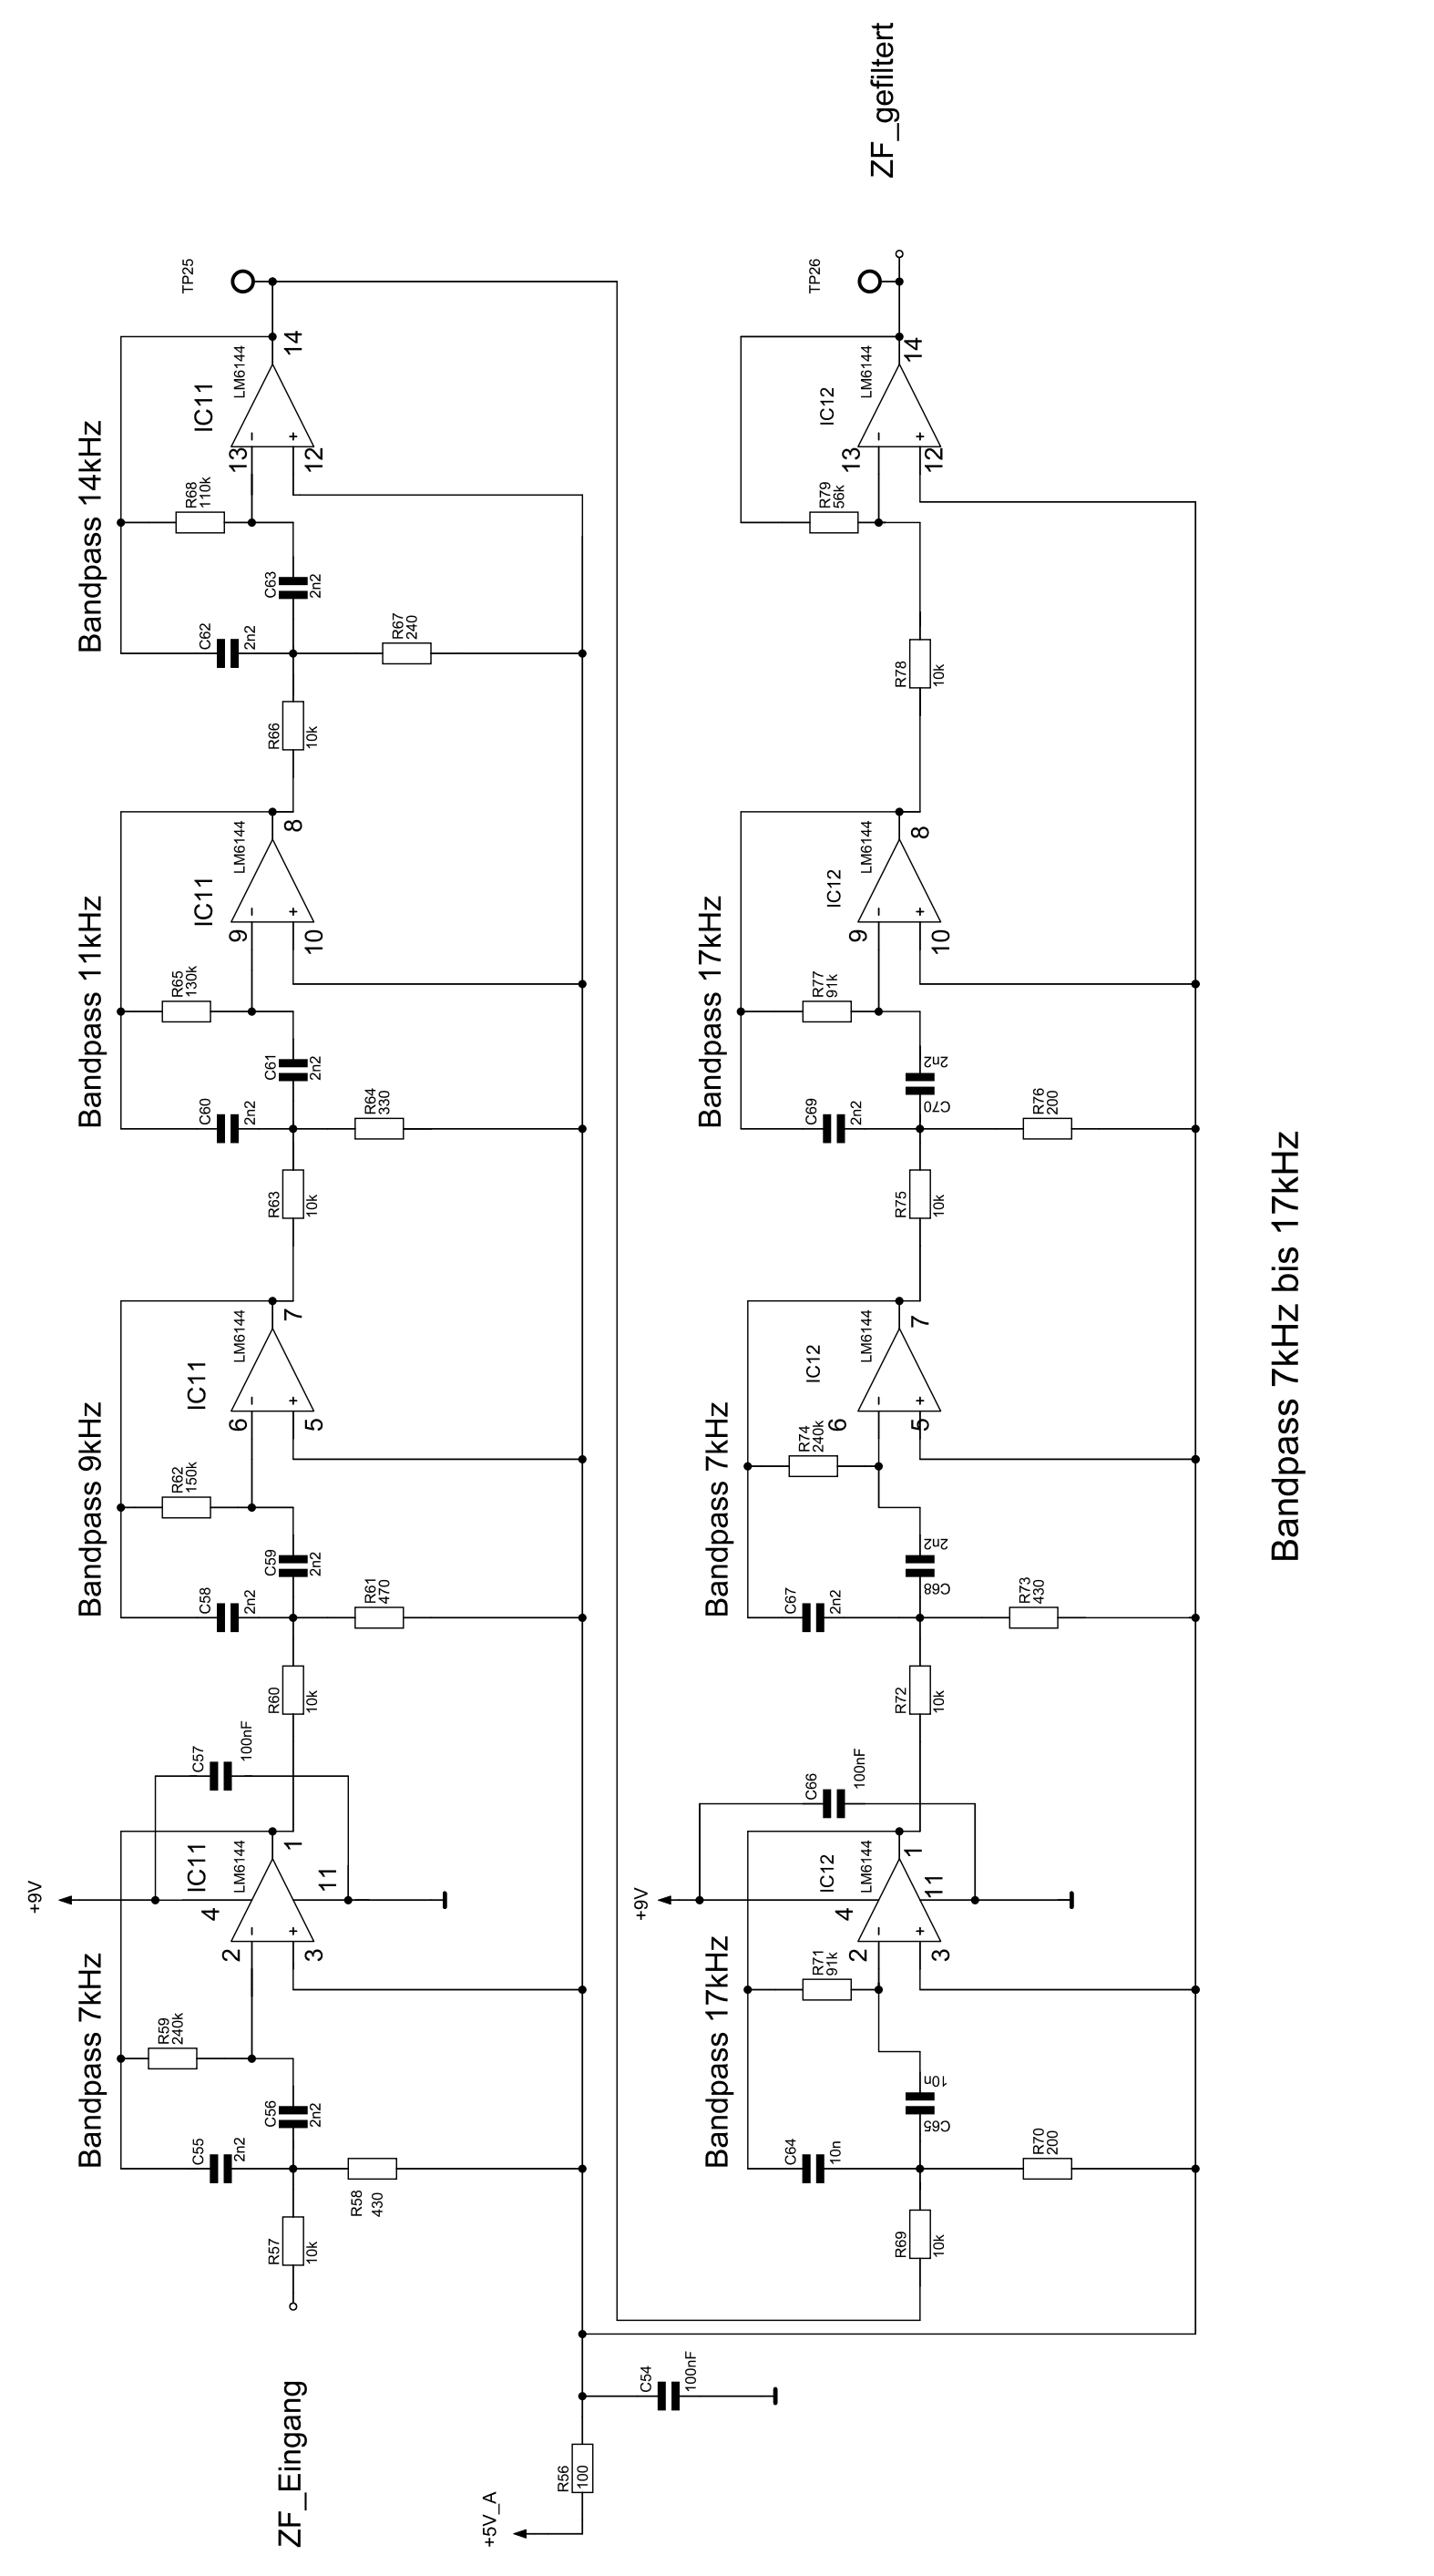 Bandpass 7kHz
Bandpass 9kHz
Bandpass 11kHz
Bandpass 14kHz
+9V
C55
2n2
R59
240k
C56
2n2
R57
10k
R58
430
2
3
4
11
1
IC11
LM6144
-
+
C57
100nF
R60
10k
C58
2n2
R62
150k
C59
2n2
R61
470
6
5
7
IC11
LM6144
-
+
R63
10k
C60
2n2
R65
130k
C61
2n2
R64
330
9
10
8
IC11
LM6144
-
+
R66
10k
C62
2n2
R68
110k
C63
2n2
R67
240
13
12
14
IC11
LM6144
-
+
TP25
ZF_Eingang
+5V_A
R56
100
C54
100nF
Bandpass 17kHz
Bandpass 7kHz
Bandpass 17kHz
+9V
R69
10k
C64
10n
C65
10n
R70
200
R71
91k
2
3
4
11
1
IC12
LM6144
-
+
C66
100nF
R72
10k
C67
2n2
C68
2n2
R73
430
R74
240k
6
5
7
IC12
LM6144
-
+
R75
10k
C69
2n2
C70
2n2
R76
200
R77
91k
9
10
8
IC12
LM6144
-
+
R78
10k
R79
56k
13
12
14
IC12
LM6144
-
+
TP26
ZF_gefiltert
Bandpass 7kHz bis 17kHz